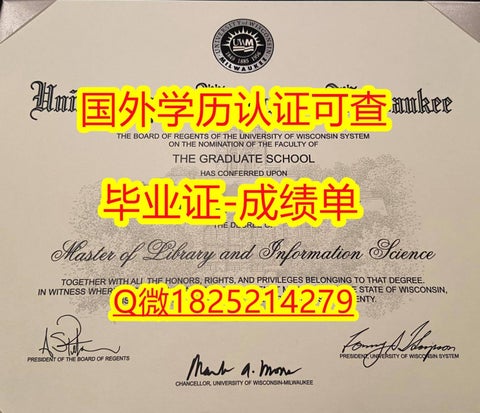 UWM
MILWAUKEE
国外学历认证可查
THE BOARD OF REGENTS OF THE UNIVERSITY OF WISCONSIN SYSTEM
ON THE NOMINATION OF THE FACULTY OF
THE GRADUATE SCHOOL
HAS CONFERRED UPON
毕业证-成绩单
THE DEGREE OF
Master of Library and Information Science
TOGETHER WITH ALL THE HONORS, RIGHTS, AND PRIVILEGES BELONGING TO THAT DEGREE.
IN WITNESS STATE OF WISCONSIN,
Q微1825214279
PRESIDENT OF THE BOARD OF REGENTS
PRESIDENT, UNIVERSITY OF WISCONSIN SYSTEM
CHANCELLOR, UNIVERSITY OF WISCONSIN-MILWAUKEE